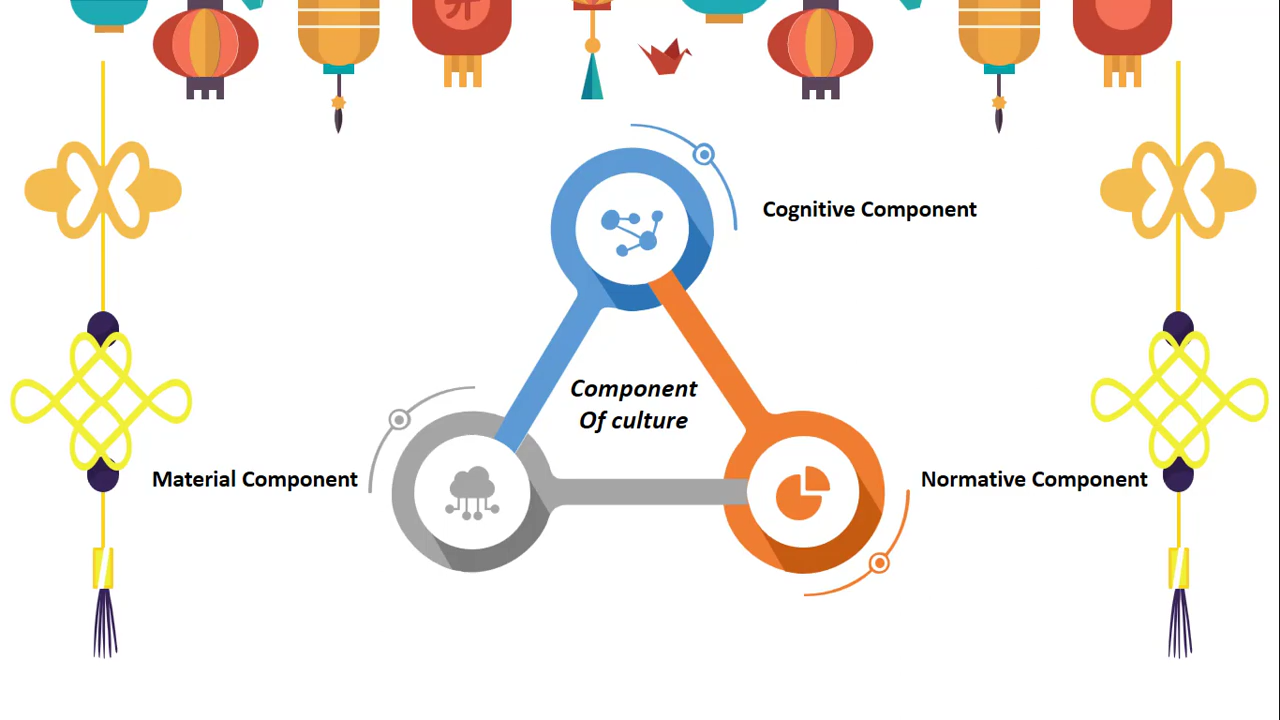 Cognitive Component
Component
Of culture
Material Component
Normative Component